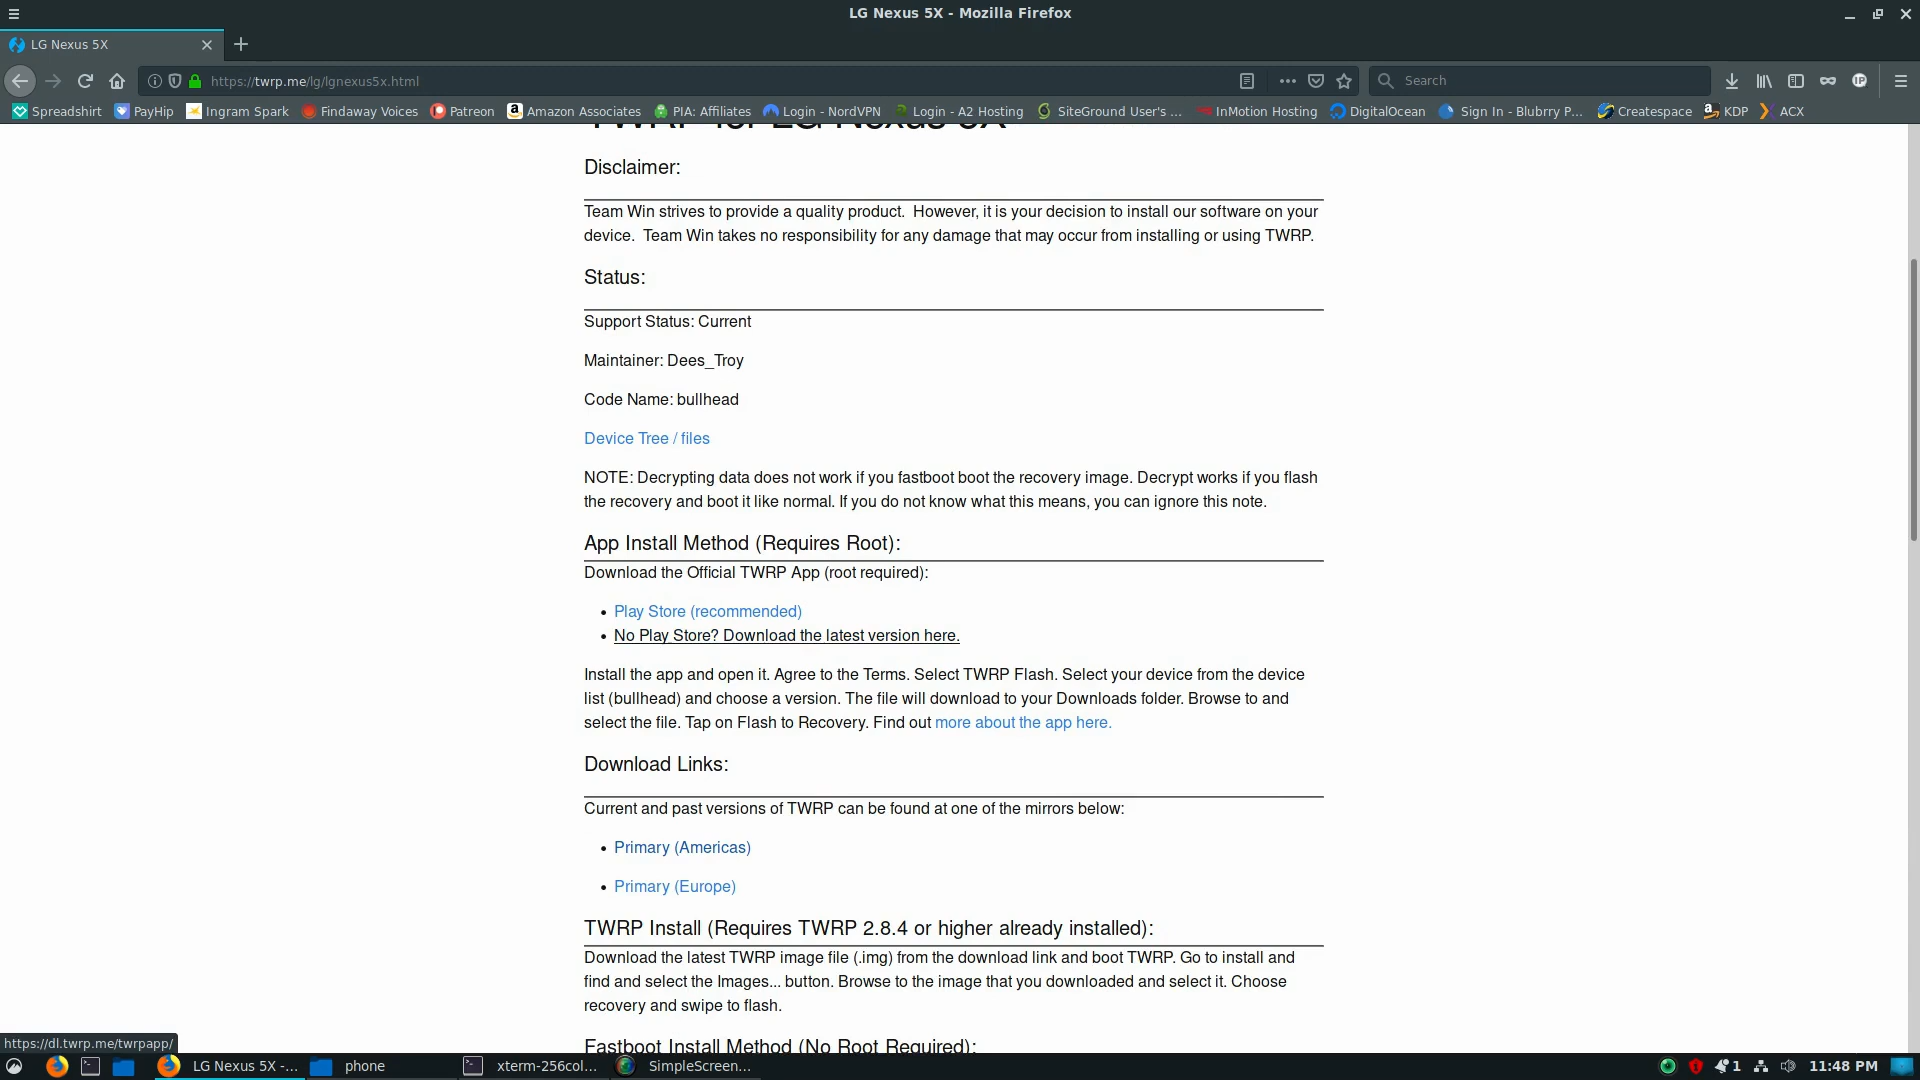 LG Nexus 5X - Mozilla Firefox
LG Nexus 5X
https://twrp.me/lg/lgnexus5x.html
Search
Spreadshirt
PayHip
Ingram Spark
Findaway Voices
Patreon
Amazon Associates
PIA: Affiliates
Login - NordVPN
Login - A2 Hosting
SiteGround User's ...
InMotion Hosting
DigitalOcean
Sign In - Blubrry P...
Createspace
KDP
ACX
TWRP for LG Nexus 5X
Disclaimer:
Team Win strives to provide a quality product.  However, it is your decision to install our software on your
device.  Team Win takes no responsibility for any damage that may occur from installing or using TWRP.
Status:
Support Status: Current
Maintainer: Dees_Troy
Code Name: bullhead
Device Tree / files
NOTE: Decrypting data does not work if you fastboot boot the recovery image. Decrypt works if you flash
the recovery and boot it like normal. If you do not know what this means, you can ignore this note.
App Install Method (Requires Root):
Download the Official TWRP App (root required):
• Play Store (recommended)
• No Play Store? Download the latest version here.
Install the app and open it. Agree to the Terms. Select TWRP Flash. Select your device from the device
list (bullhead) and choose a version. The file will download to your Downloads folder. Browse to and
select the file. Tap on Flash to Recovery. Find out more about the app here.
Download Links:
Current and past versions of TWRP can be found at one of the mirrors below:
• Primary (Americas)
• Primary (Europe)
TWRP Install (Requires TWRP 2.8.4 or higher already installed):
Download the latest TWRP image file (.img) from the download link and boot TWRP. Go to install and
find and select the Images... button. Browse to the image that you downloaded and select it. Choose
recovery and swipe to flash.
Fastboot Install Method (No Root Required):
https://dl.twrp.me/twrpapp/
LG Nexus 5X -...
phone
xterm-256col...
SimpleScreen...
1
11:48 PM